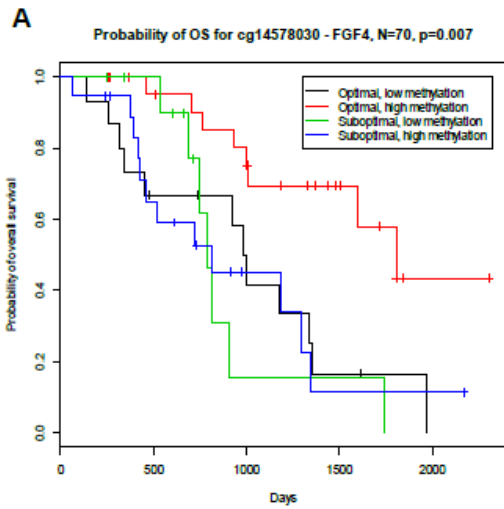 A
Probability of OS for cg14578030 - FGF4, N=70, p=0.007
Optimal, low methylation
Optimal, high methylation
Suboptimal, low methylation
Suboptimal, high methylation
Probability of overall survival
1.0
0.8
0.6
0.4
0.2
0.0
0
500
1000
1500
2000
Days